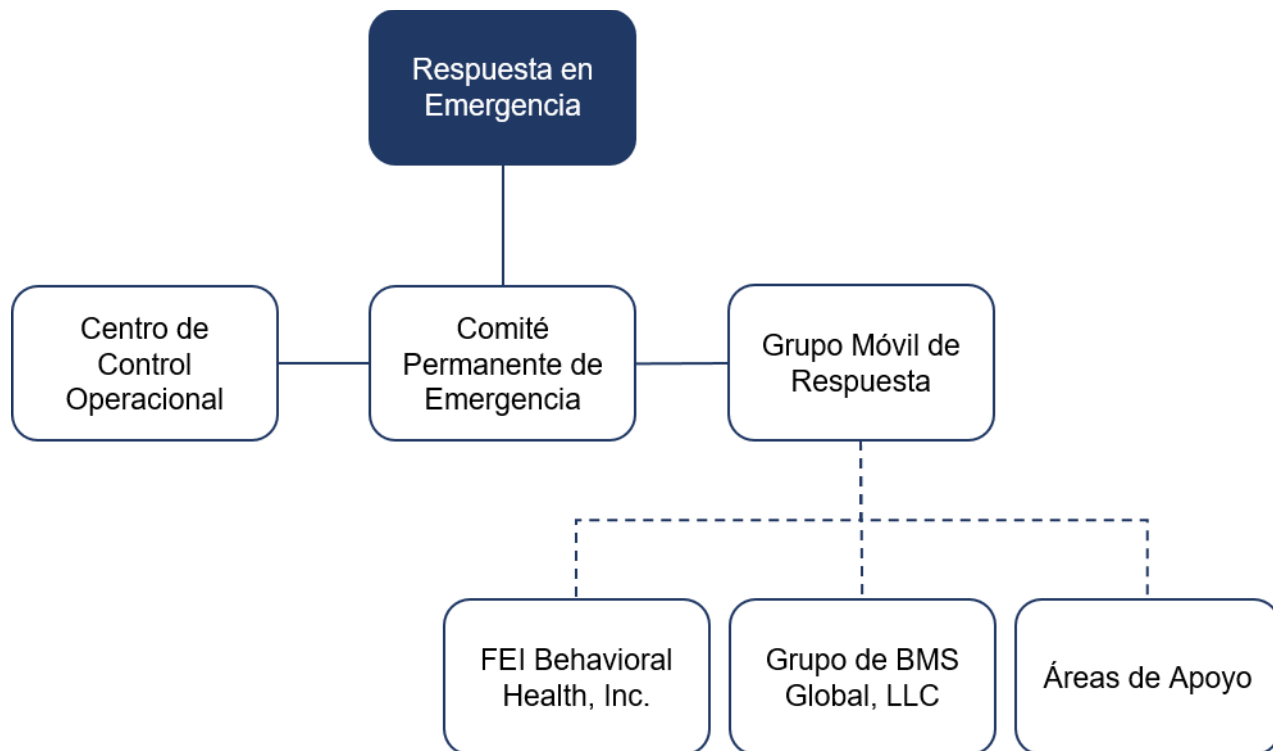 Respuesta en
Emergencia
Centro de
Control
Operacional
Comité
Permanente de
Emergencia
Grupo Móvil de
Respuesta
FEI Behavioral
Health, Inc.
Grupo de BMS
Global, LLC
Áreas de Apoyo